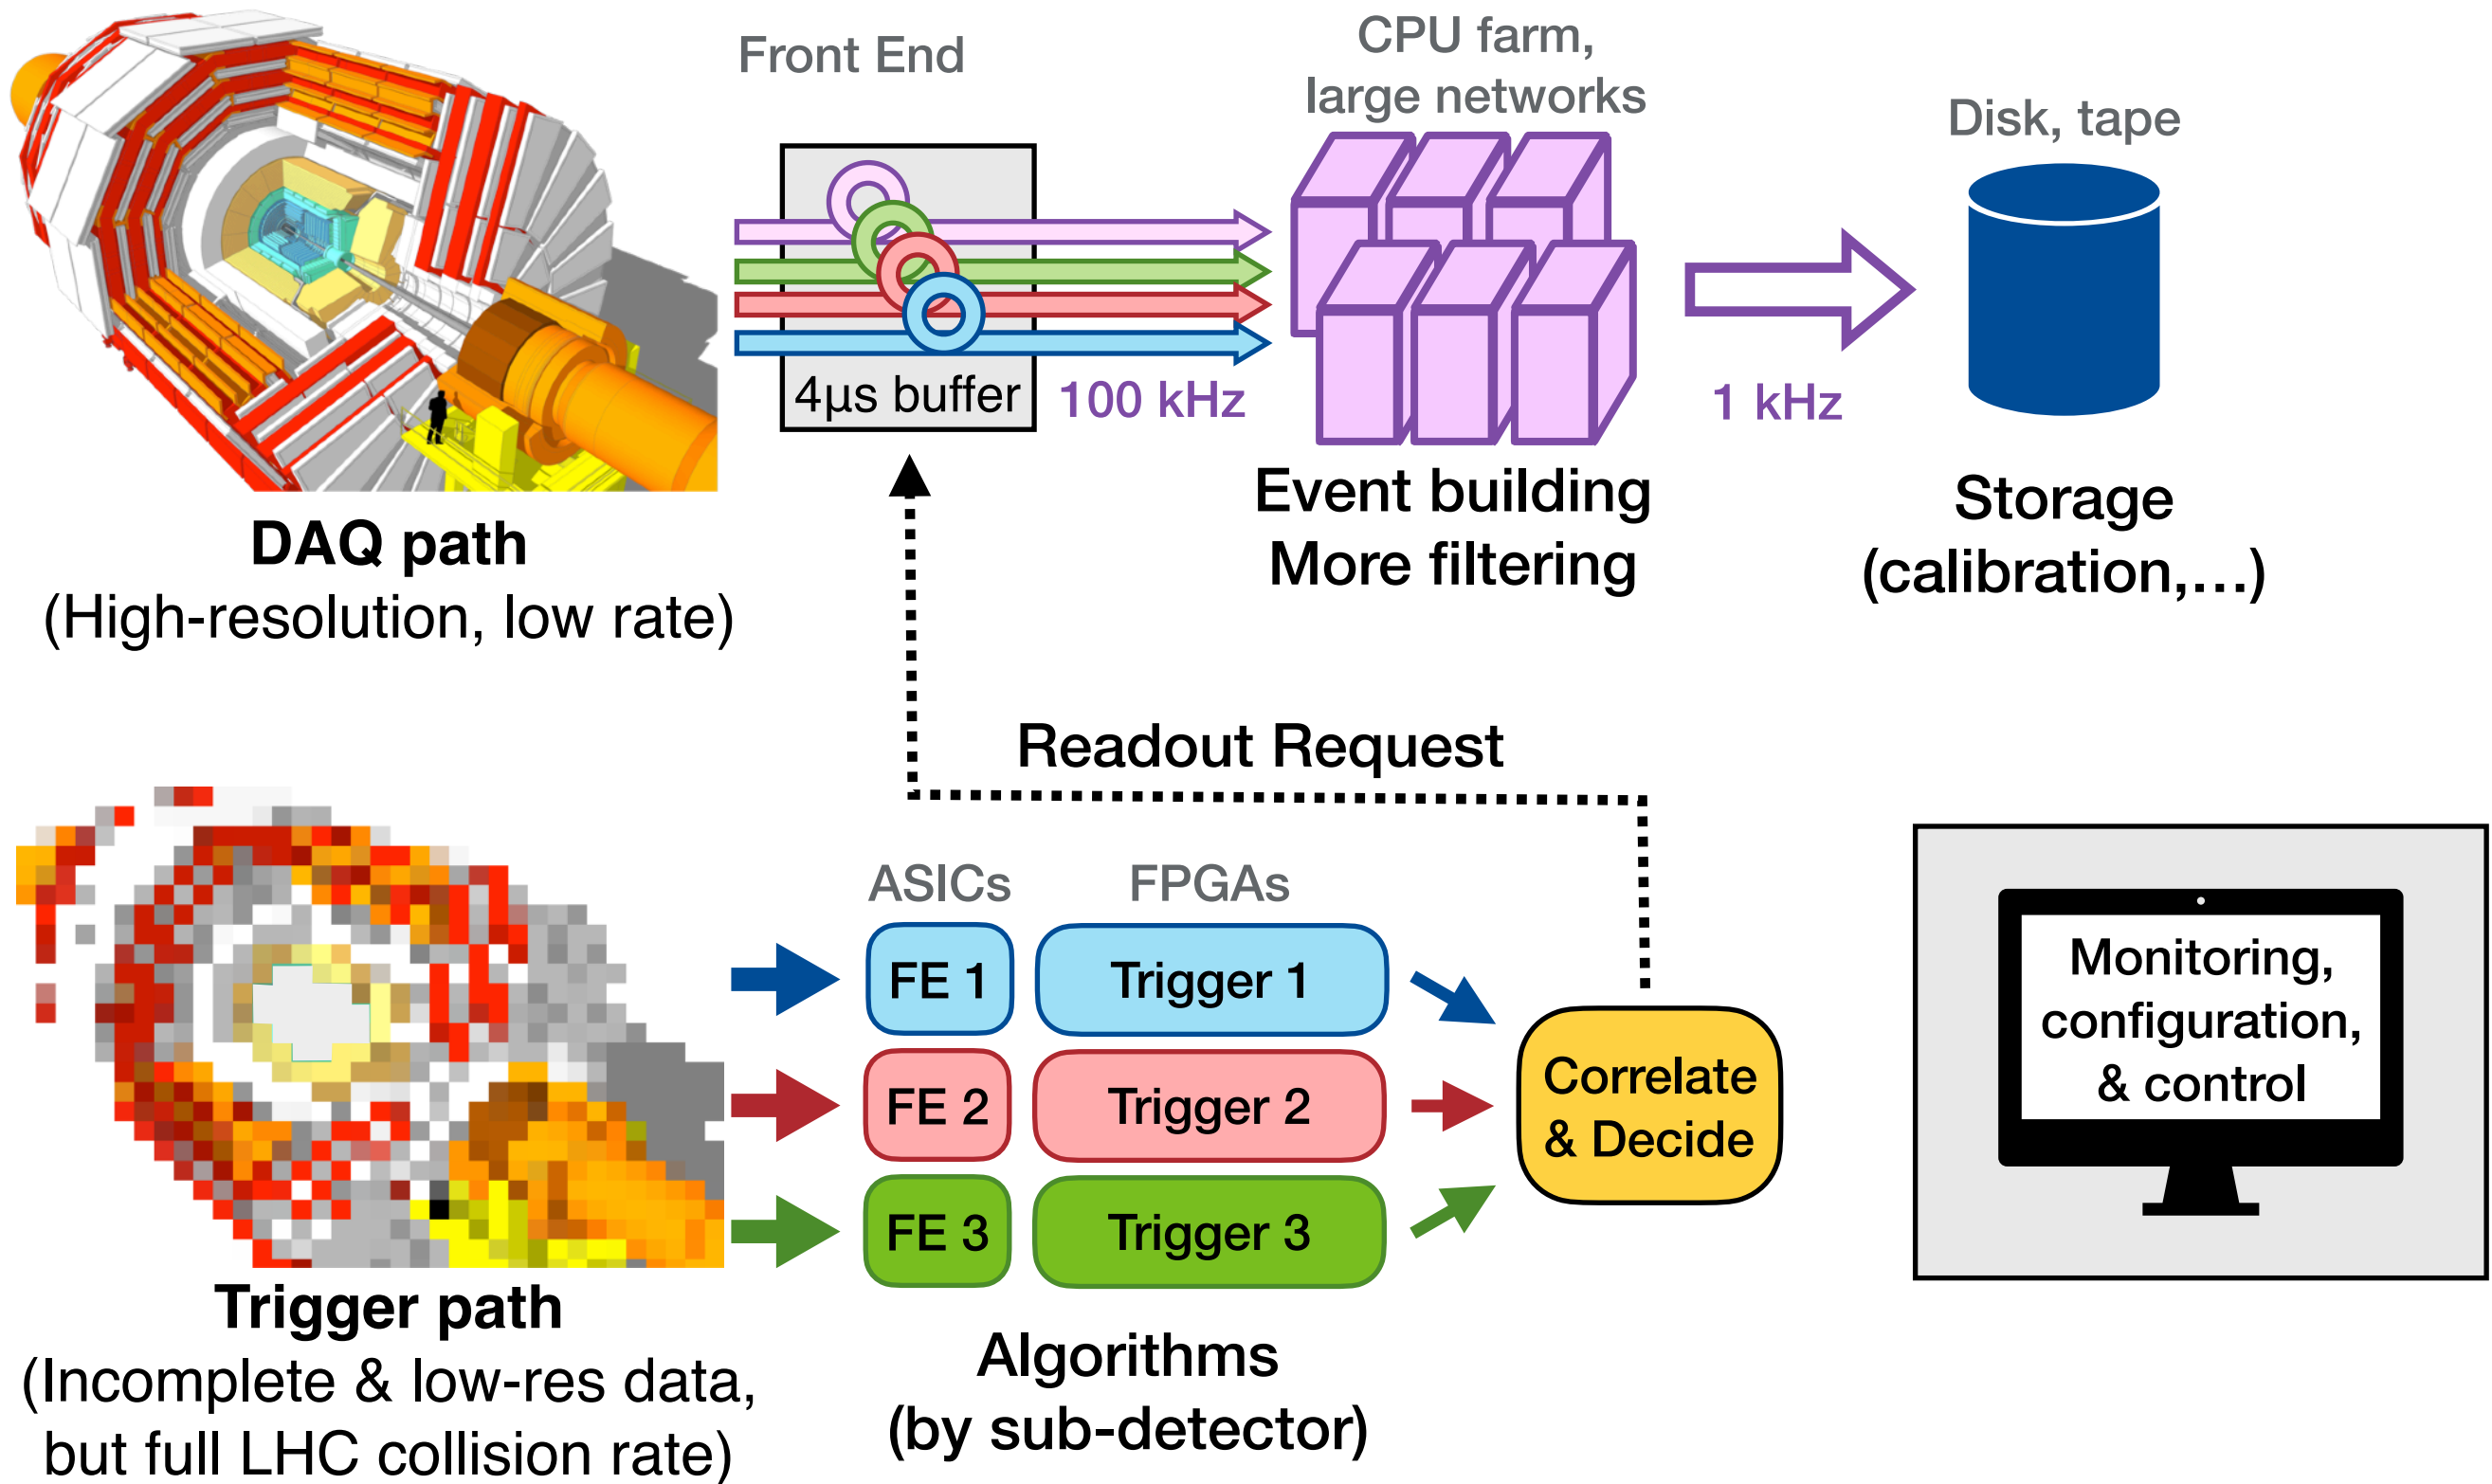 Front End
CPU farm,
large networks
Disk, tape
4µs buffer
100 kHz
1 kHz
Event building
More filtering
Storage
(calibration,...)
DAQ path
(High-resolution, low rate)
Readout Request
ASICs
FPGAs
FE 1
Trigger 1
FE 2
Trigger 2
FE 3
Trigger 3
Correlate
& Decide
Monitoring,
configuration,
& control
Trigger path
(Incomplete & low-res data,
but full LHC collision rate)
Algorithms
(by sub-detector)